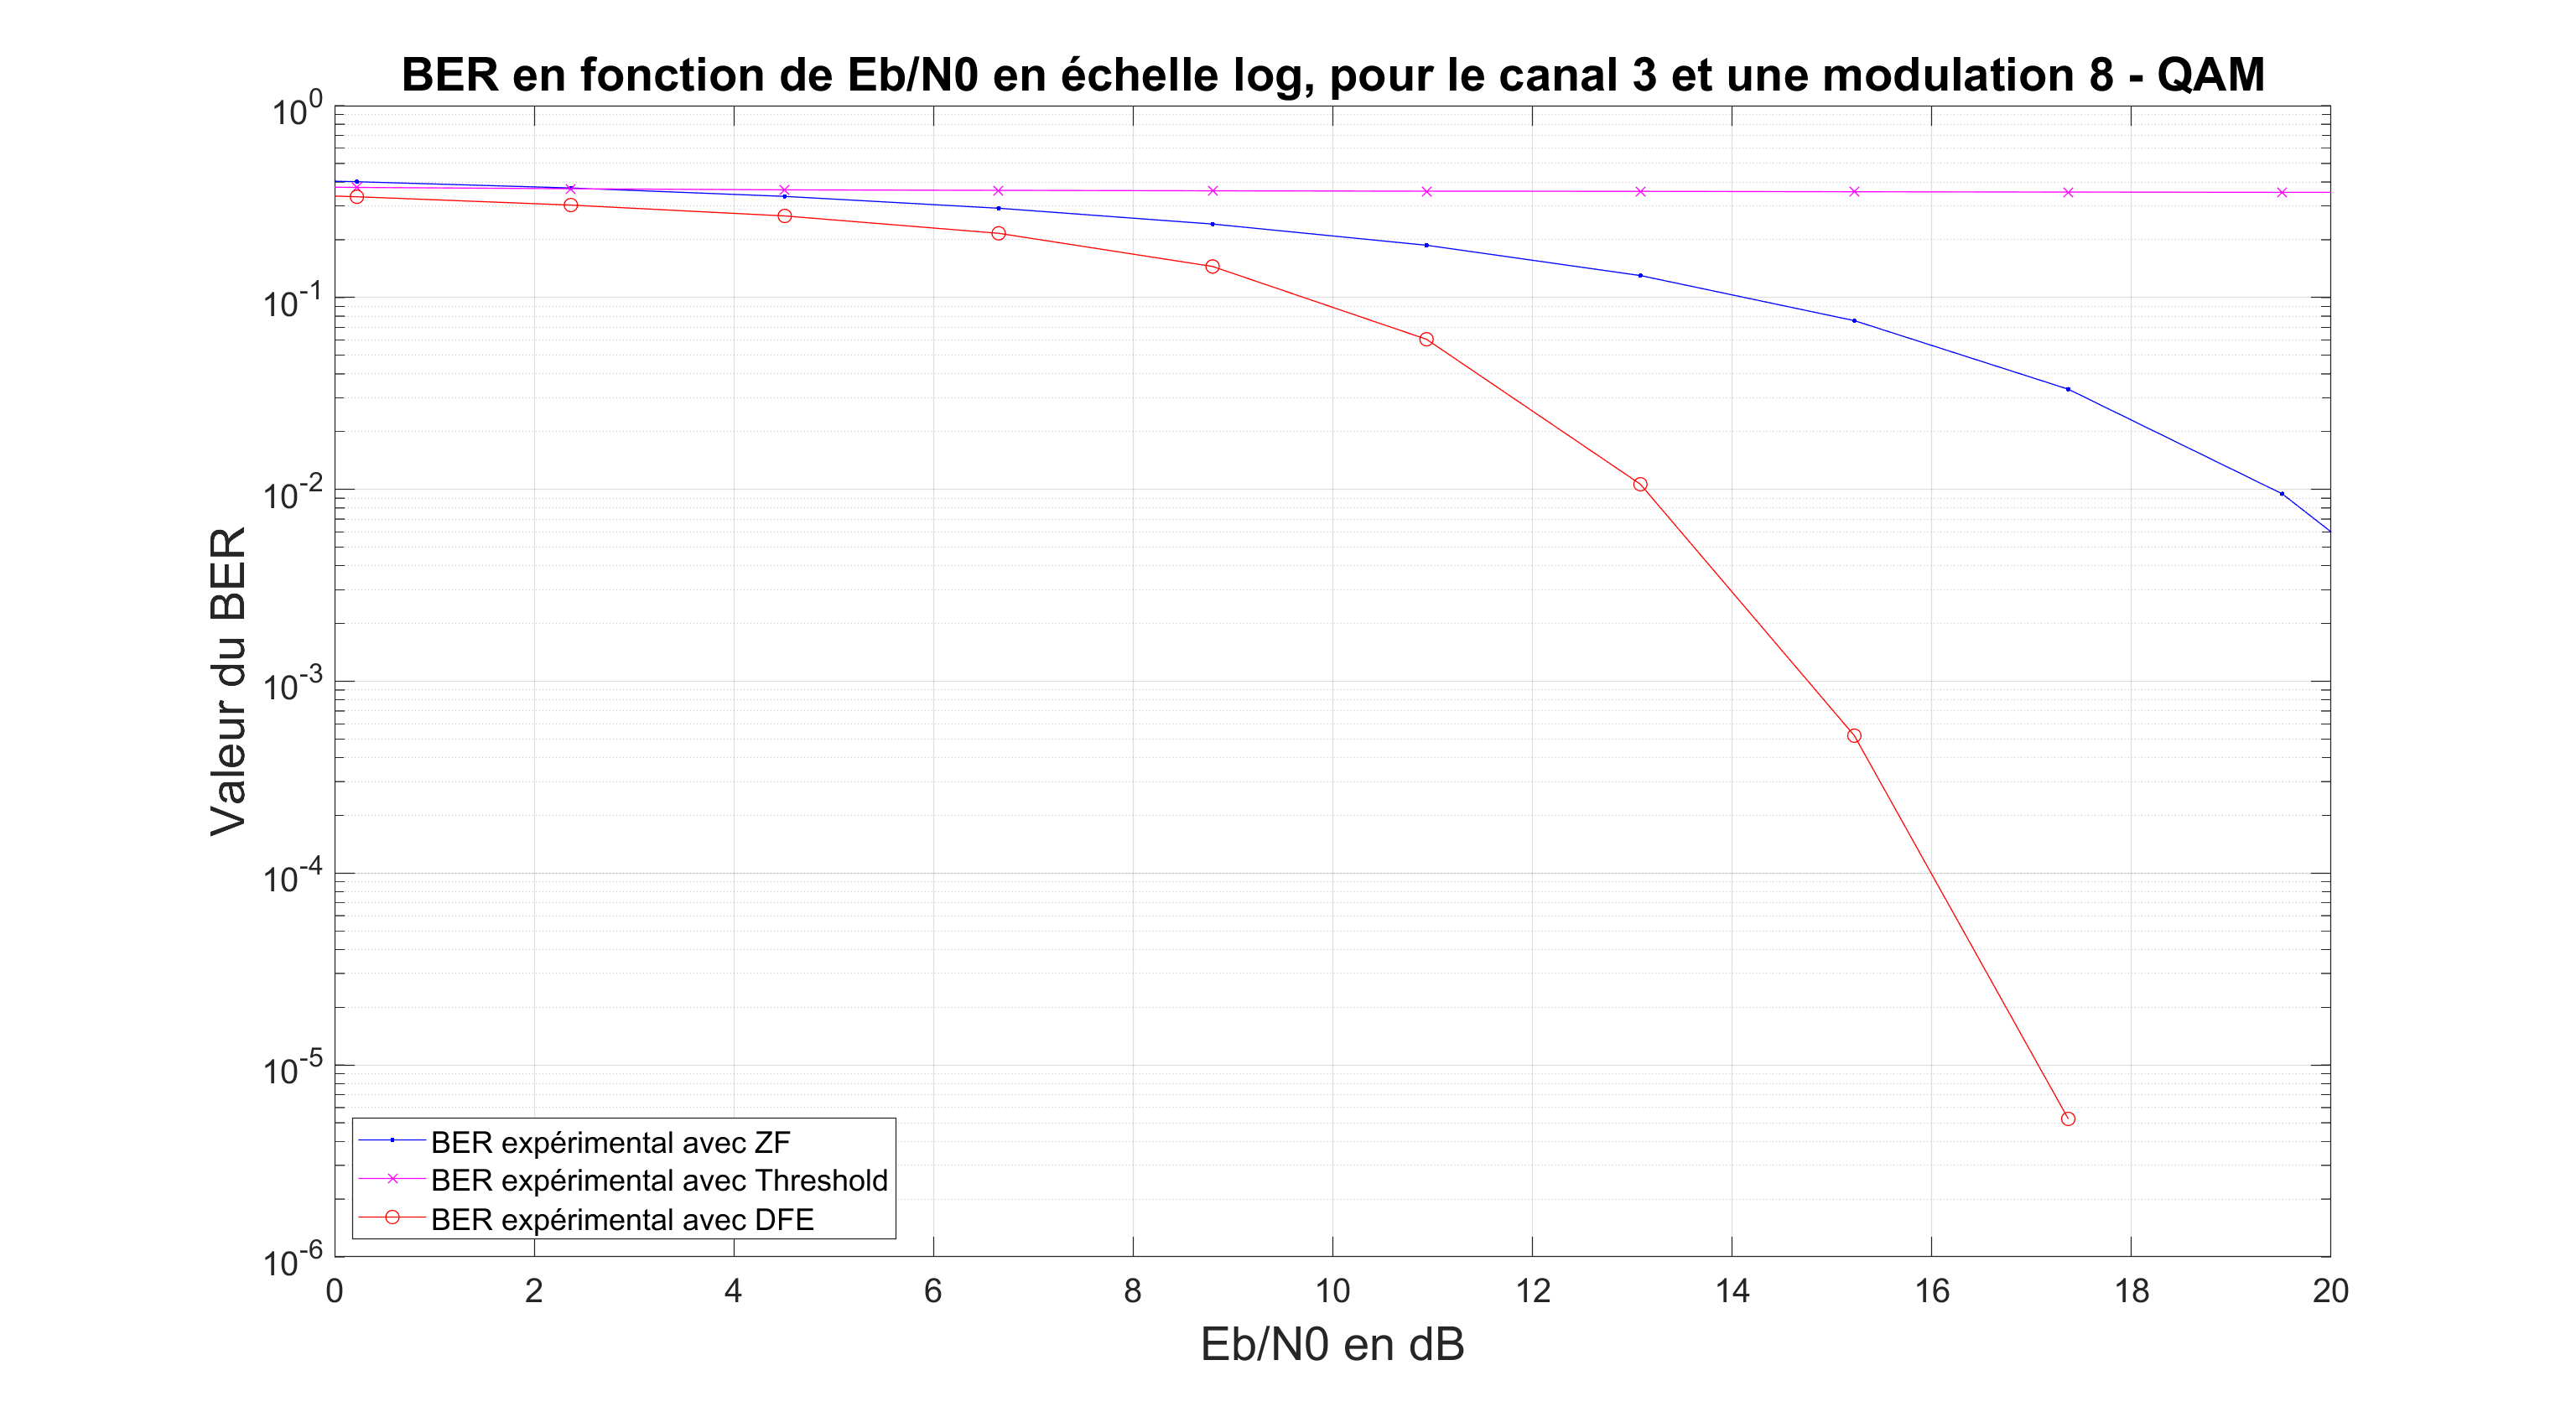 BER en fonction de Eb/N0 en échelle log, pour le canal 3 et une modulation 8 - QAM
10^0
10^-1
10^-2
10^-3
10^-4
10^-5
10^-6
Valeur du BER
BER expérimental avec ZF
BER expérimental avec Threshold
BER expérimental avec DFE
0 2 4 6 8 10 12 14 16 18 20
Eb/N0 en dB